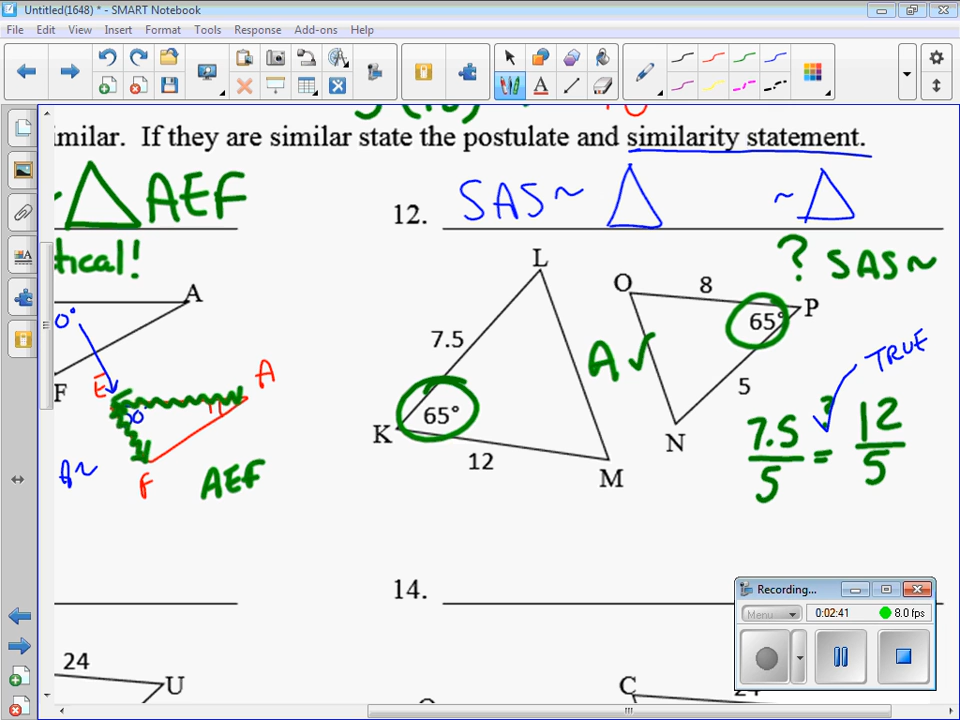 Untitled(1648) * - SMART Notebook
File Edit View Insert Format Tools Response Add-ons Help
imilar. If they are similar state the postulate and similarity statement.
△ AEF
12. SAS~ △ ~△
tical!
? SAS~
L
O 8 P
A
65°
7.5
A✓
TRUE
0°
F
E A
5
65°
K
N
7.5/5 = 12/5
?
12
M
A~
F
AEF
14.
Recording...
Menu 0:02:41 8.0 fps
24
U
C